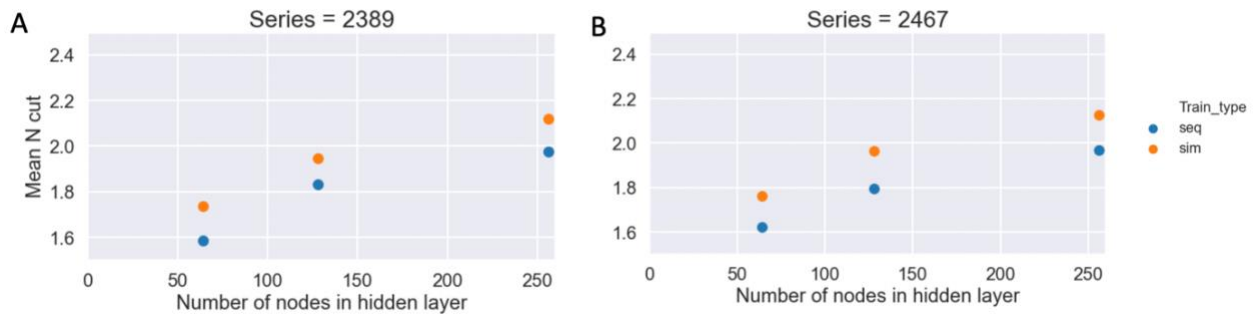 A
Series = 2389
2.4
2.2
2.0
1.8
1.6
Mean N cut
0 50 100 150 200 250
Number of nodes in hidden layer
B
Series = 2467
2.4
2.2
2.0
1.8
1.6
0 50 100 150 200 250
Number of nodes in hidden layer
Train_type
seq
sim